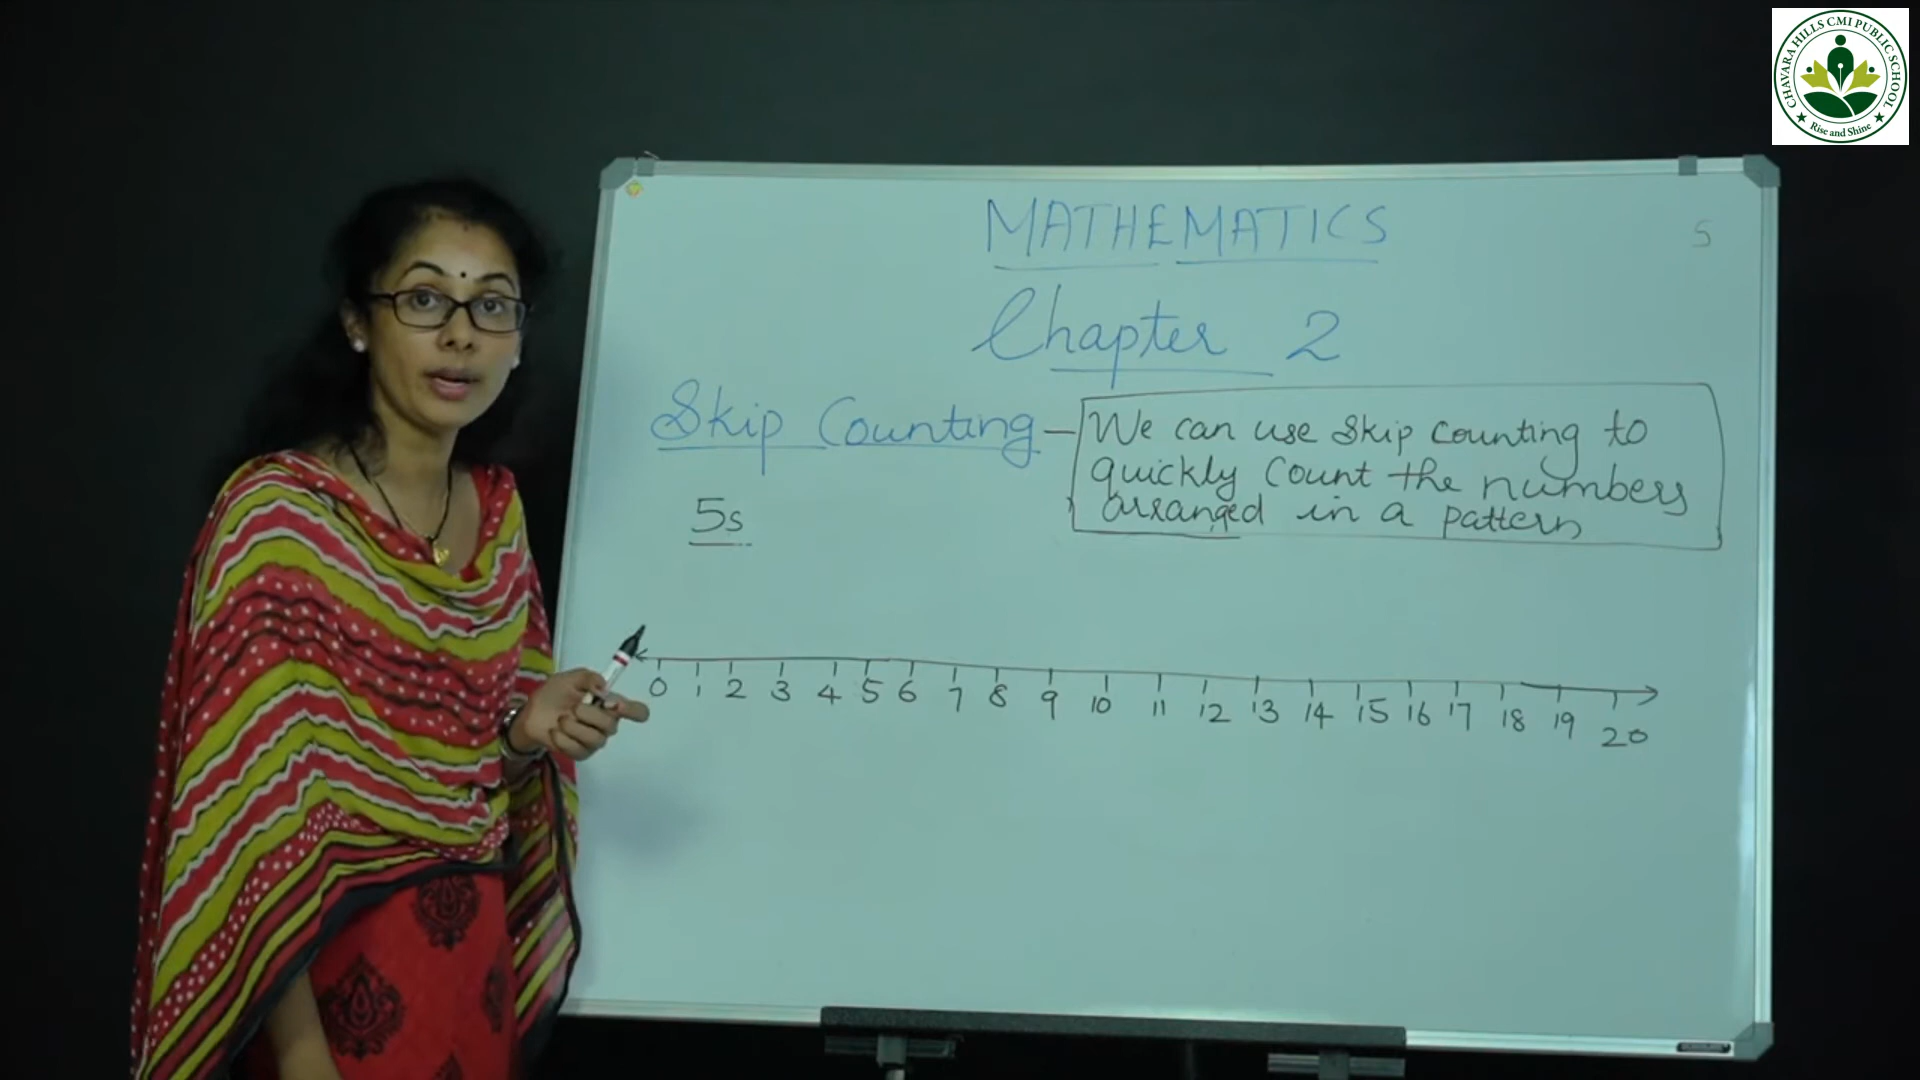 CHAVARA HILLS CMI PUBLIC SCHOOL
Rise and Shine
MATHEMATICS
S
Chapter 2
Skip Counting — We can use skip counting to
quickly count the numbers
arranged in a pattern
5s
0 1 2 3 4 5 6 7 8 9 10 11 12 13 14 15 16 17 18 19 20